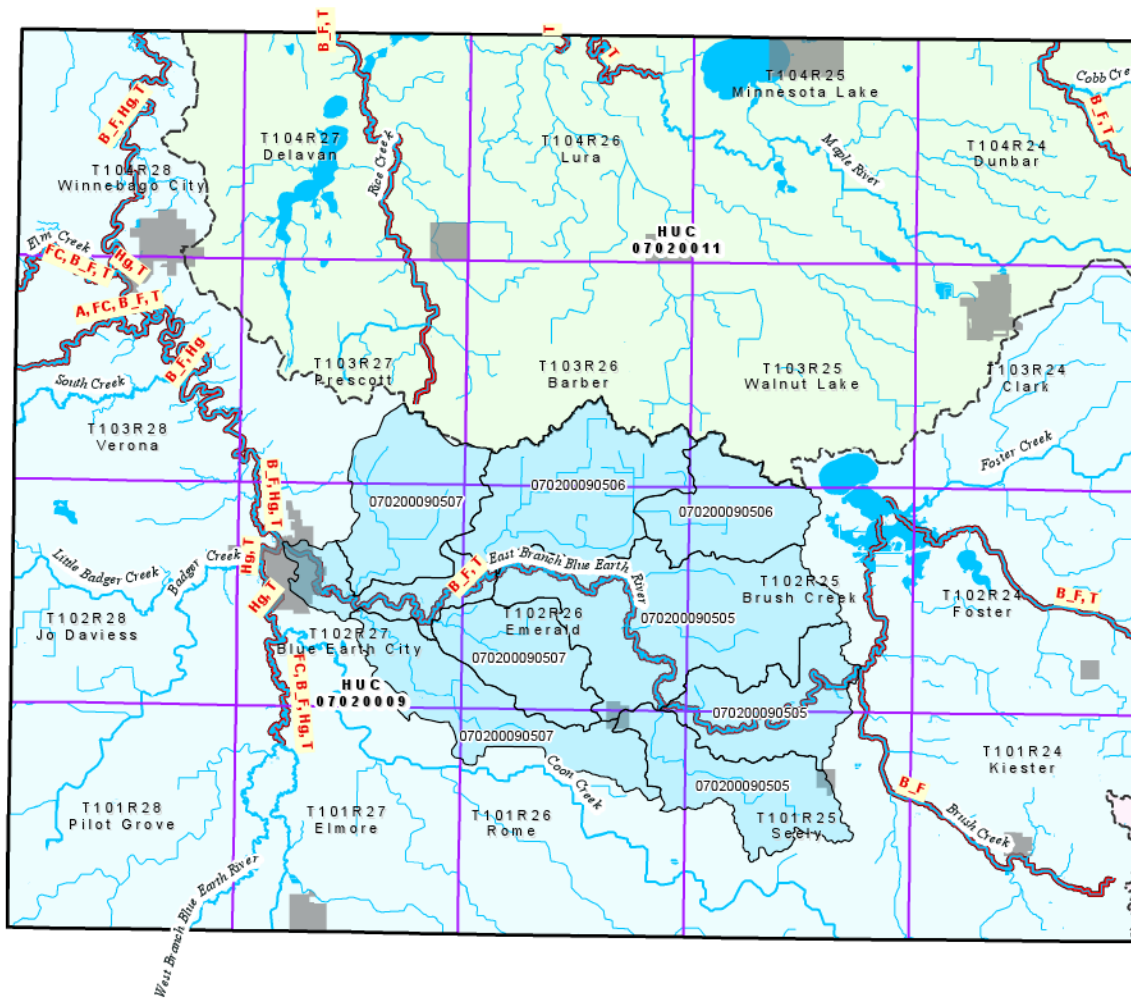 B_F, T
T
T
Cobb Cre
B_F, T
T104R25
Minnesota Lake
B_F, Hg, T
T104R27
Delavan
Rice Creek
T104R26
Lura
Maple River
T104R24
Dunbar
T104R28
Winnebago City
Elm Creek
FC, B_F, T
Hg, T
HUC
07020011
A, FC, B_F, T
B_F, Hg
South Creek
T103R27
Prescott
T103R26
Barber
T103R25
Walnut Lake
T103R24
Clark
T103R28
Verona
Foster Creek
B_F, Hg, T
070200090507
070200090506
070200090506
Hg, T
Little Badger Creek
Badger Creek
East Branch Blue Earth River
B_F, T
T102R25
Brush Creek
T102R24
Foster
B_F, T
Hg, T
T102R28
Jo Daviess
T102R27
Blue Earth City
T102R26
Emerald
070200090505
070200090507
FC, B_F, Hg, T
HUC
07020009
070200090505
070200090507
Coon Creek
T101R24
Kiester
070200090505
B_F
T101R28
Pilot Grove
T101R27
Elmore
T101R26
Rome
T101R25
Seely
Brush Creek
West Branch Blue Earth River